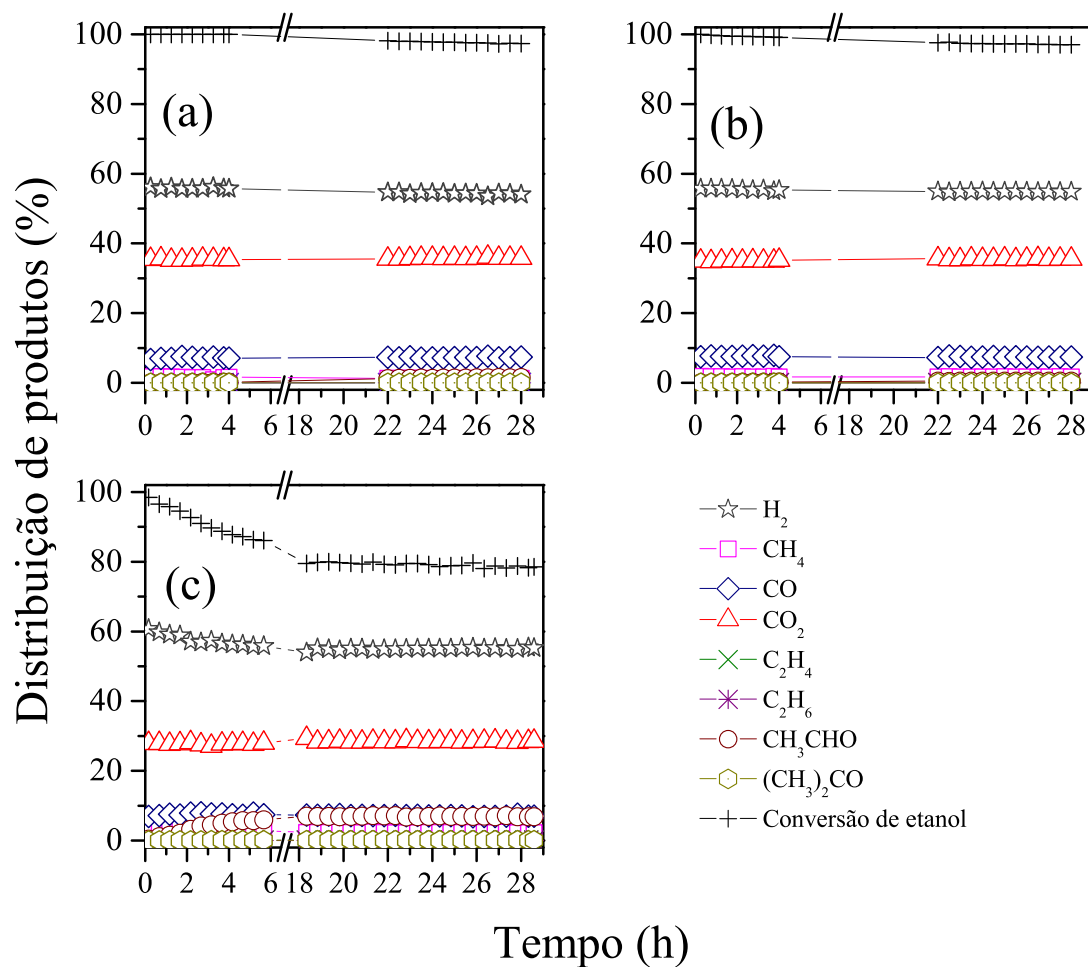 Distribuição de produtos (%)
100
80
60
40
20
0
(a)
0 2 4 6 18 20 22 24 26 28
100
80
60
40
20
0
(b)
0 2 4 6 18 20 22 24 26 28
100
80
60
40
20
0
(c)
0 2 4 6 18 20 22 24 26 28
H₂
CH₄
CO
CO₂
C₂H₄
C₂H₆
CH₃CHO
(CH₃)₂CO
Conversão de etanol
Tempo (h)